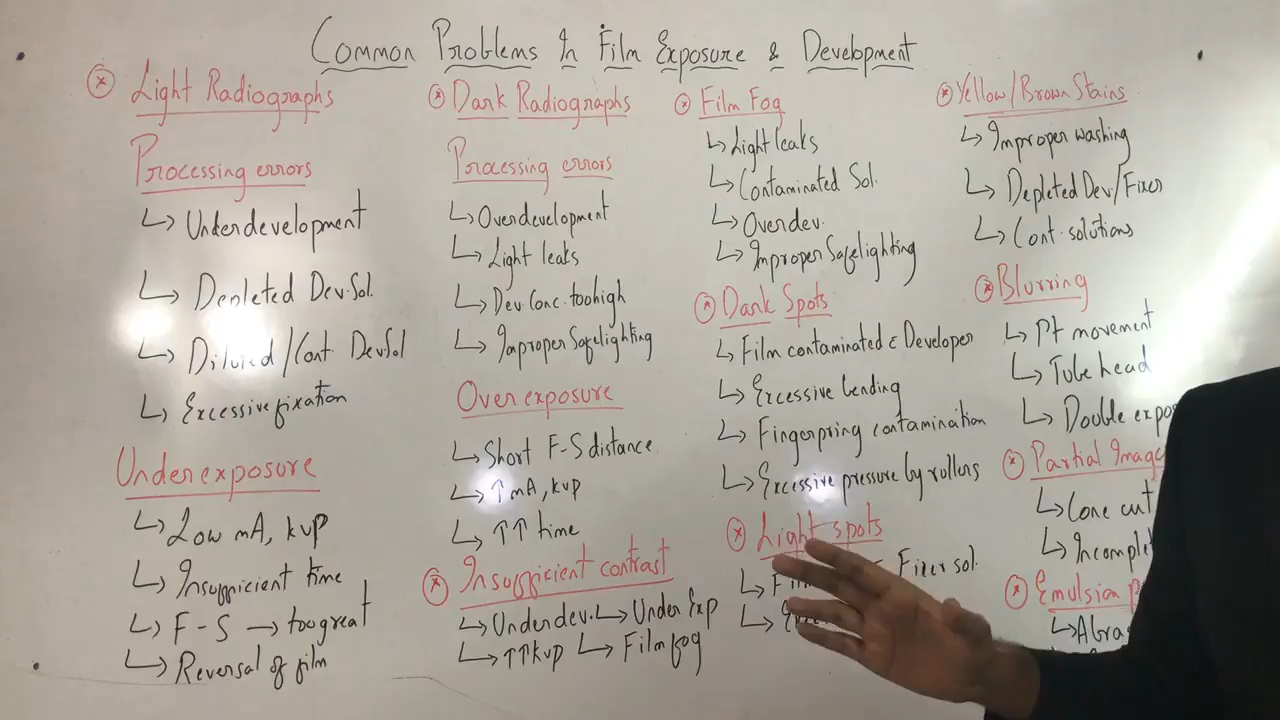 Common Problems In Film Exposure & Development
Light Radiographs
Processing errors
↳ Underdevelopment
↳ Depleted Dev. Sol.
↳ Diluted / Cont. Dev Sol
↳ Excessive fixation
Underexposure
↳ Low mA, kvp
↳ Insufficient time
↳ F-S → too great
↳ Reversal of film
Dark Radiographs
Processing errors
↳ Overdevelopment
↳ Light leaks
↳ Dev. Conc. too high
↳ Improper Safelighting
Overexposure
↳ Short F-S distance
↳ ↑ mA, kvp
↳ ↑↑ time
Insufficient contrast
↳ Underdev. ↳ Under Exp
↳ ↑↑ kvp ↳ Film fog
Film Fog
↳ Light leaks
↳ Contaminated Sol.
↳ Overdev.
↳ Improper Safelighting
Dark Spots
↳ Film contaminated c Developer
↳ Excessive bending
↳ Fingerpring contamination
↳ Excessive pressure by rollers
Light spots
↳ Fixer sol.
↳
Yellow/Brown Stains
↳ Improper washing
↳ Depleted Dev./Fixer
↳ Cont. solutions
Blurring
↳ Pt movement
↳ Tube head
↳ Double expo
Partial Image
↳ Cone cut
↳ Incomplet
Emulsion p
↳ Abra